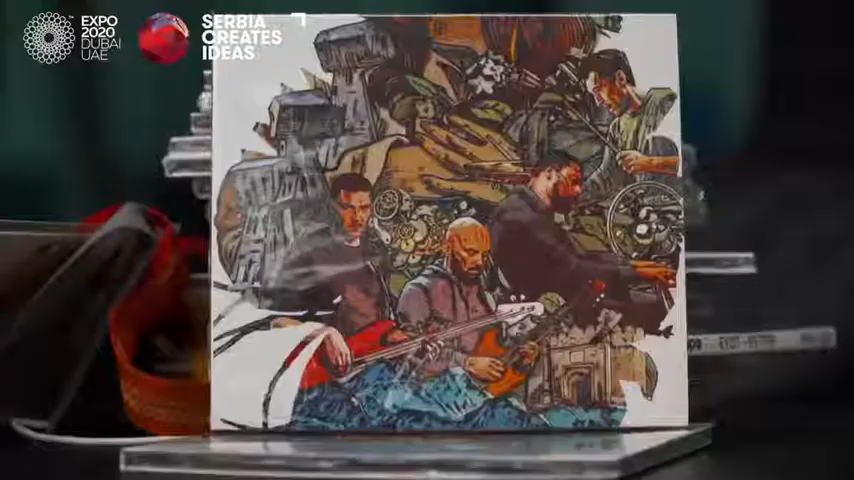 EXPO
2020
DUBAI
UAE
SERBIA
CREATES
IDEAS